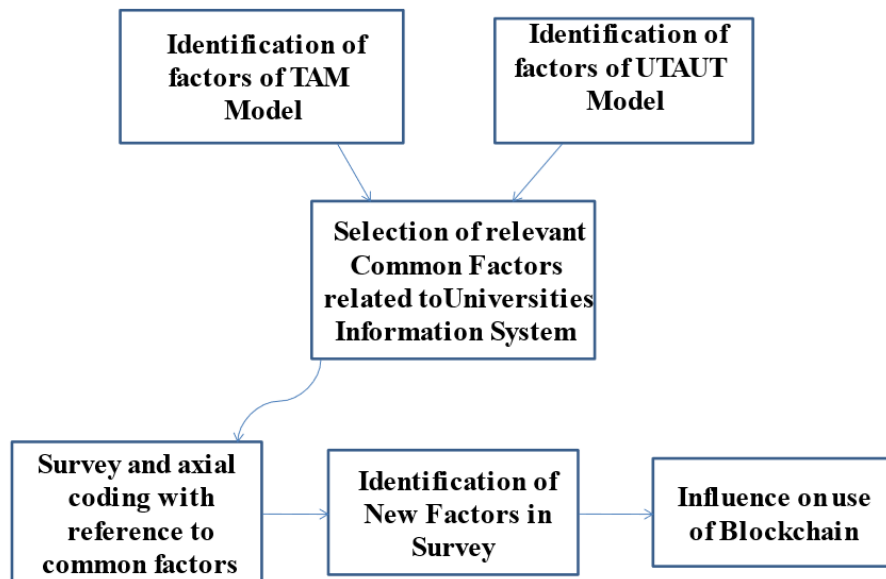 Identification of
factors of TAM
Model
Identification of
factors of UTAUT
Model
Selection of relevant
Common Factors
related toUniversities
Information System
Survey and axial
coding with
reference to
common factors
Identification of
New Factors in
Survey
Influence on use
of Blockchain